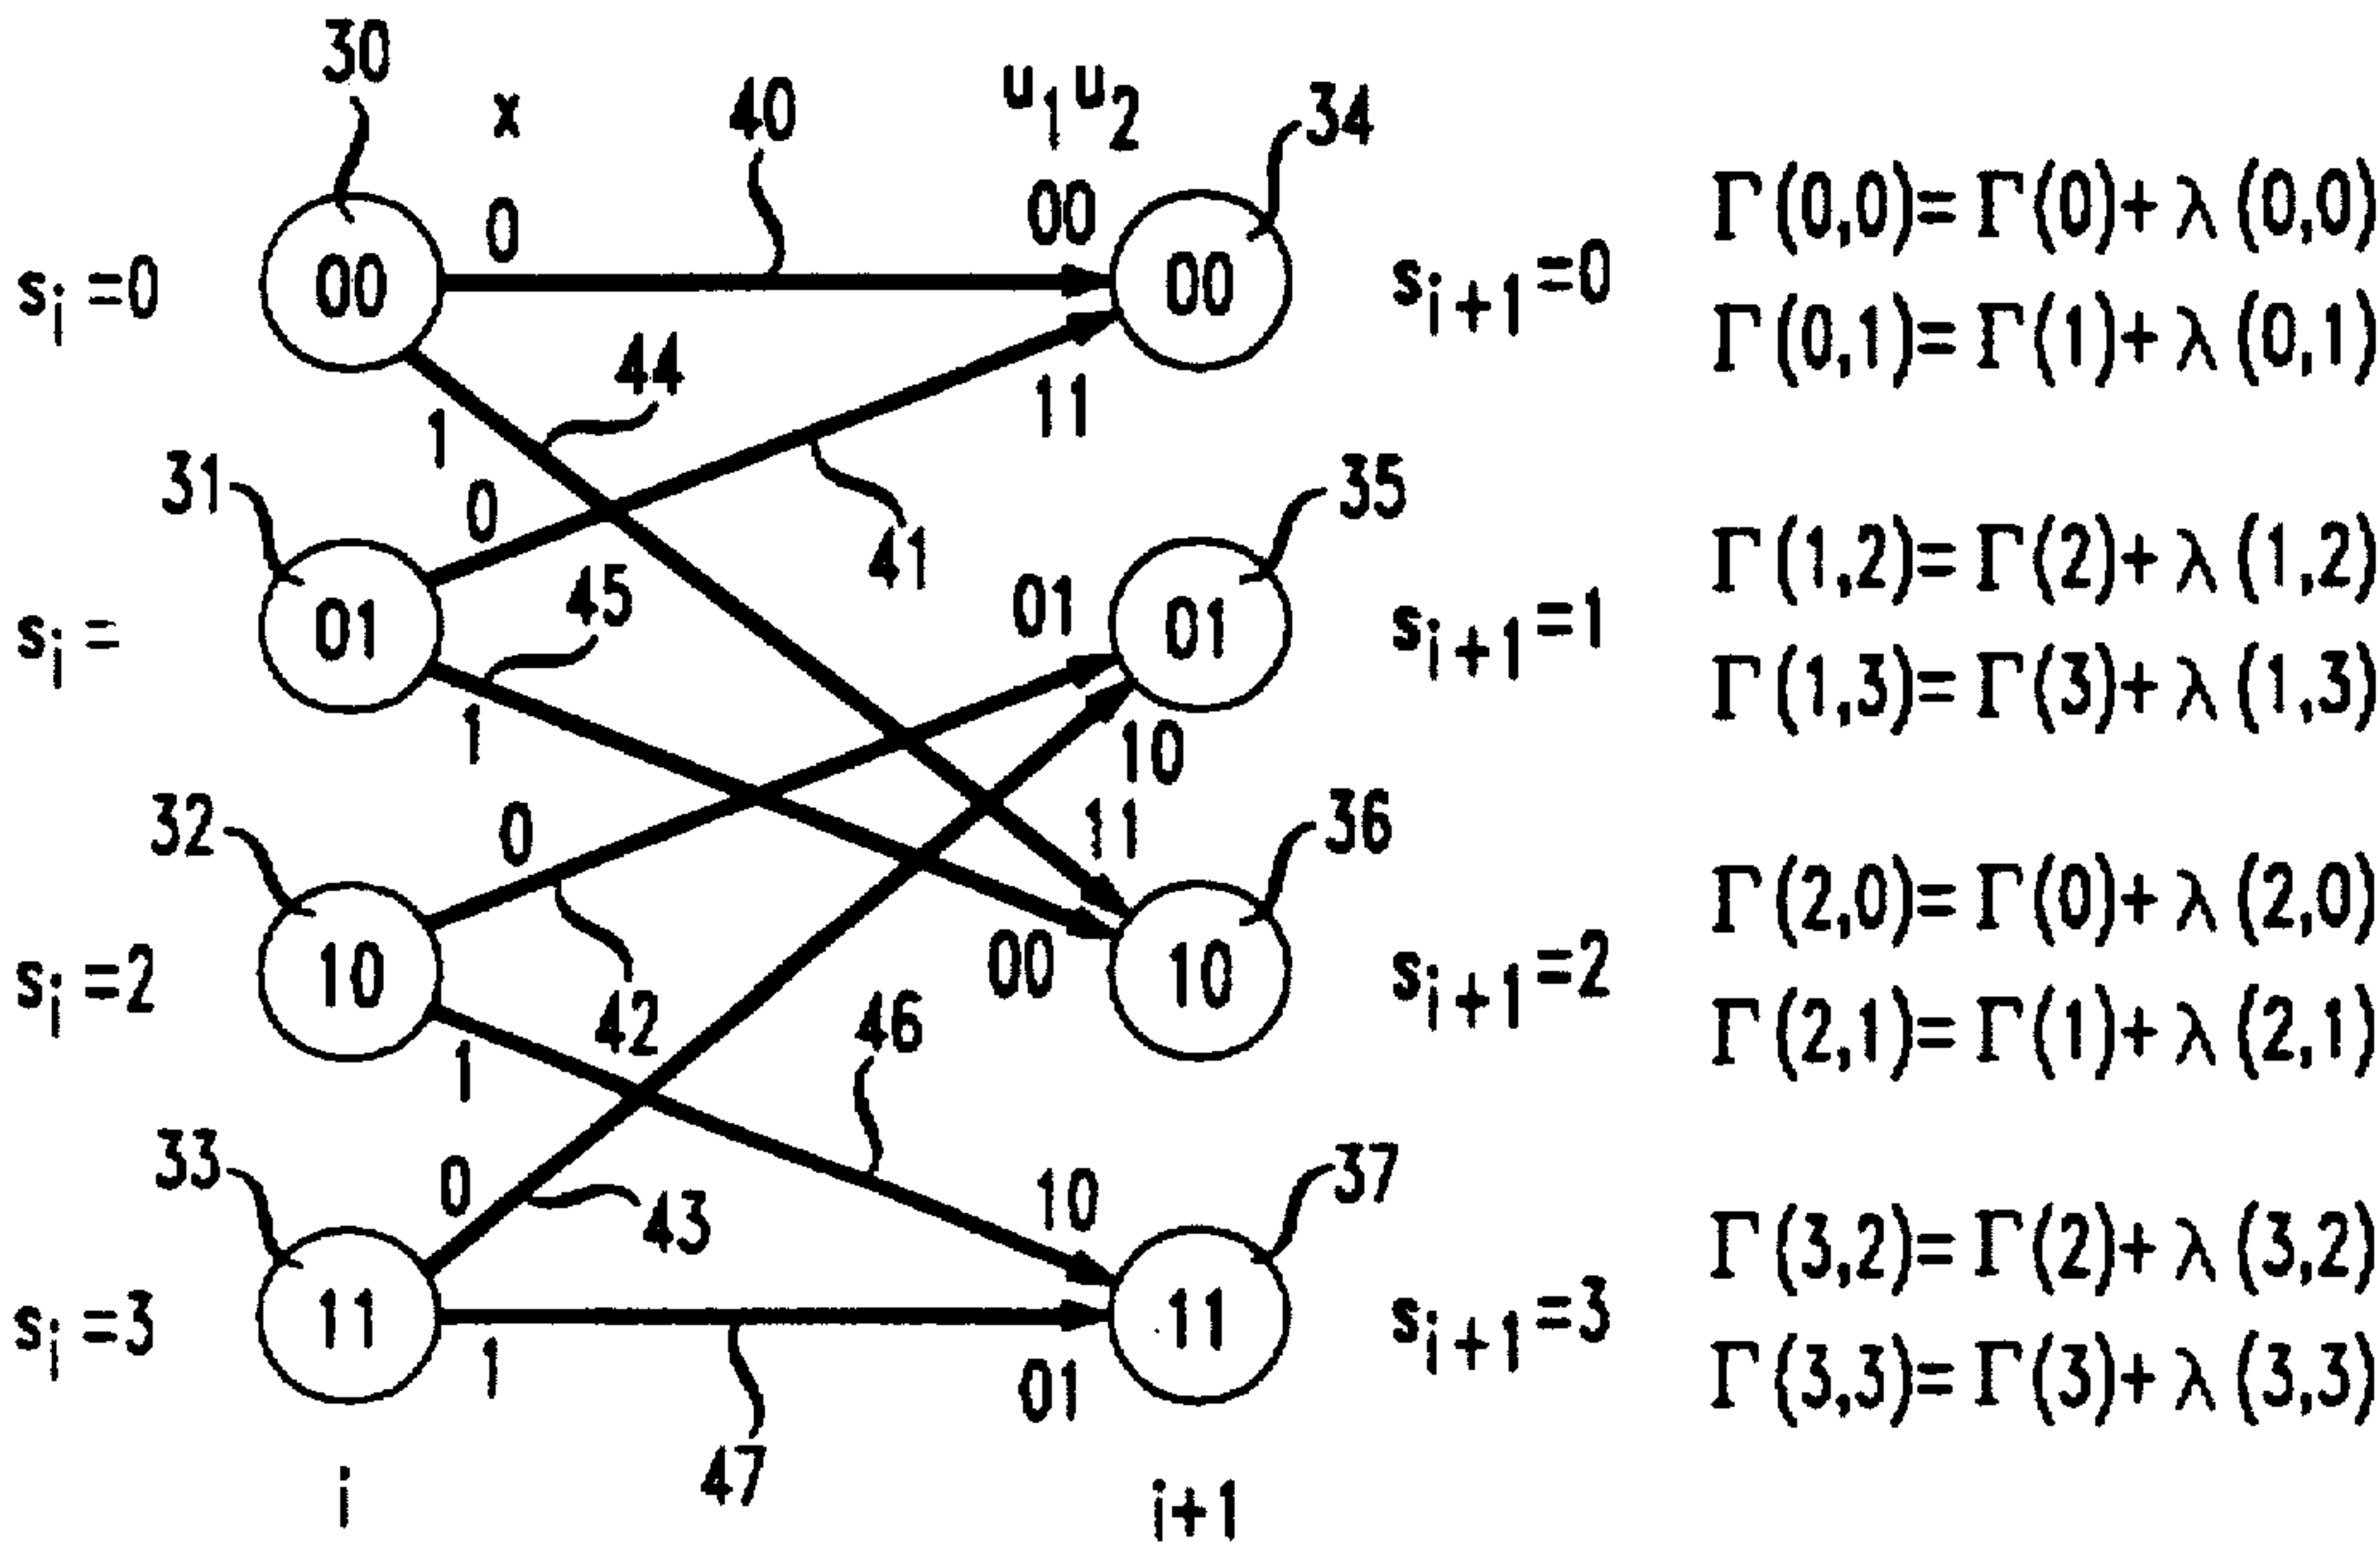 30
x
40
u1u2
34
0
00
00
00
si =0
si+1 =0
Γ(0,0)= Γ(0)+ λ (0,0)
Γ(0,1)= Γ(1)+ λ (0,1)
44
11
1
31
0
41
35
45
01
01
01
si =
si+1 =1
Γ(1,2)= Γ(2)+ λ (1,2)
Γ(1,3)= Γ(3)+ λ (1,3)
1
10
32
0
11
36
10
00
10
si =2
si+1 =2
Γ(2,0)= Γ(0)+ λ (2,0)
Γ(2,1)= Γ(1)+ λ (2,1)
42
46
1
33
0
43
10
37
11
11
si =3
si+1 =3
Γ(3,2)= Γ(2)+ λ (3,2)
Γ(3,3)= Γ(3)+ λ (3,3)
1
01
47
i
i+1